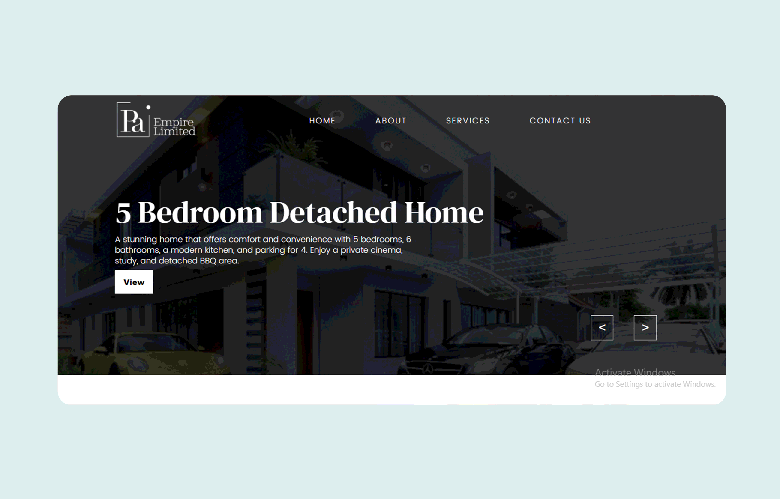 Pa
Empire
Limited
HOME ABOUT SERVICES CONTACT US
5 Bedroom Detached Home
A stunning home that offers comfort and convenience with 5 bedrooms, 6
bathrooms, a modern kitchen, and parking for 4. Enjoy a private cinema,
study, and detached BBQ area.
View
< >
Activate Windows
Go to Settings to activate Windows.